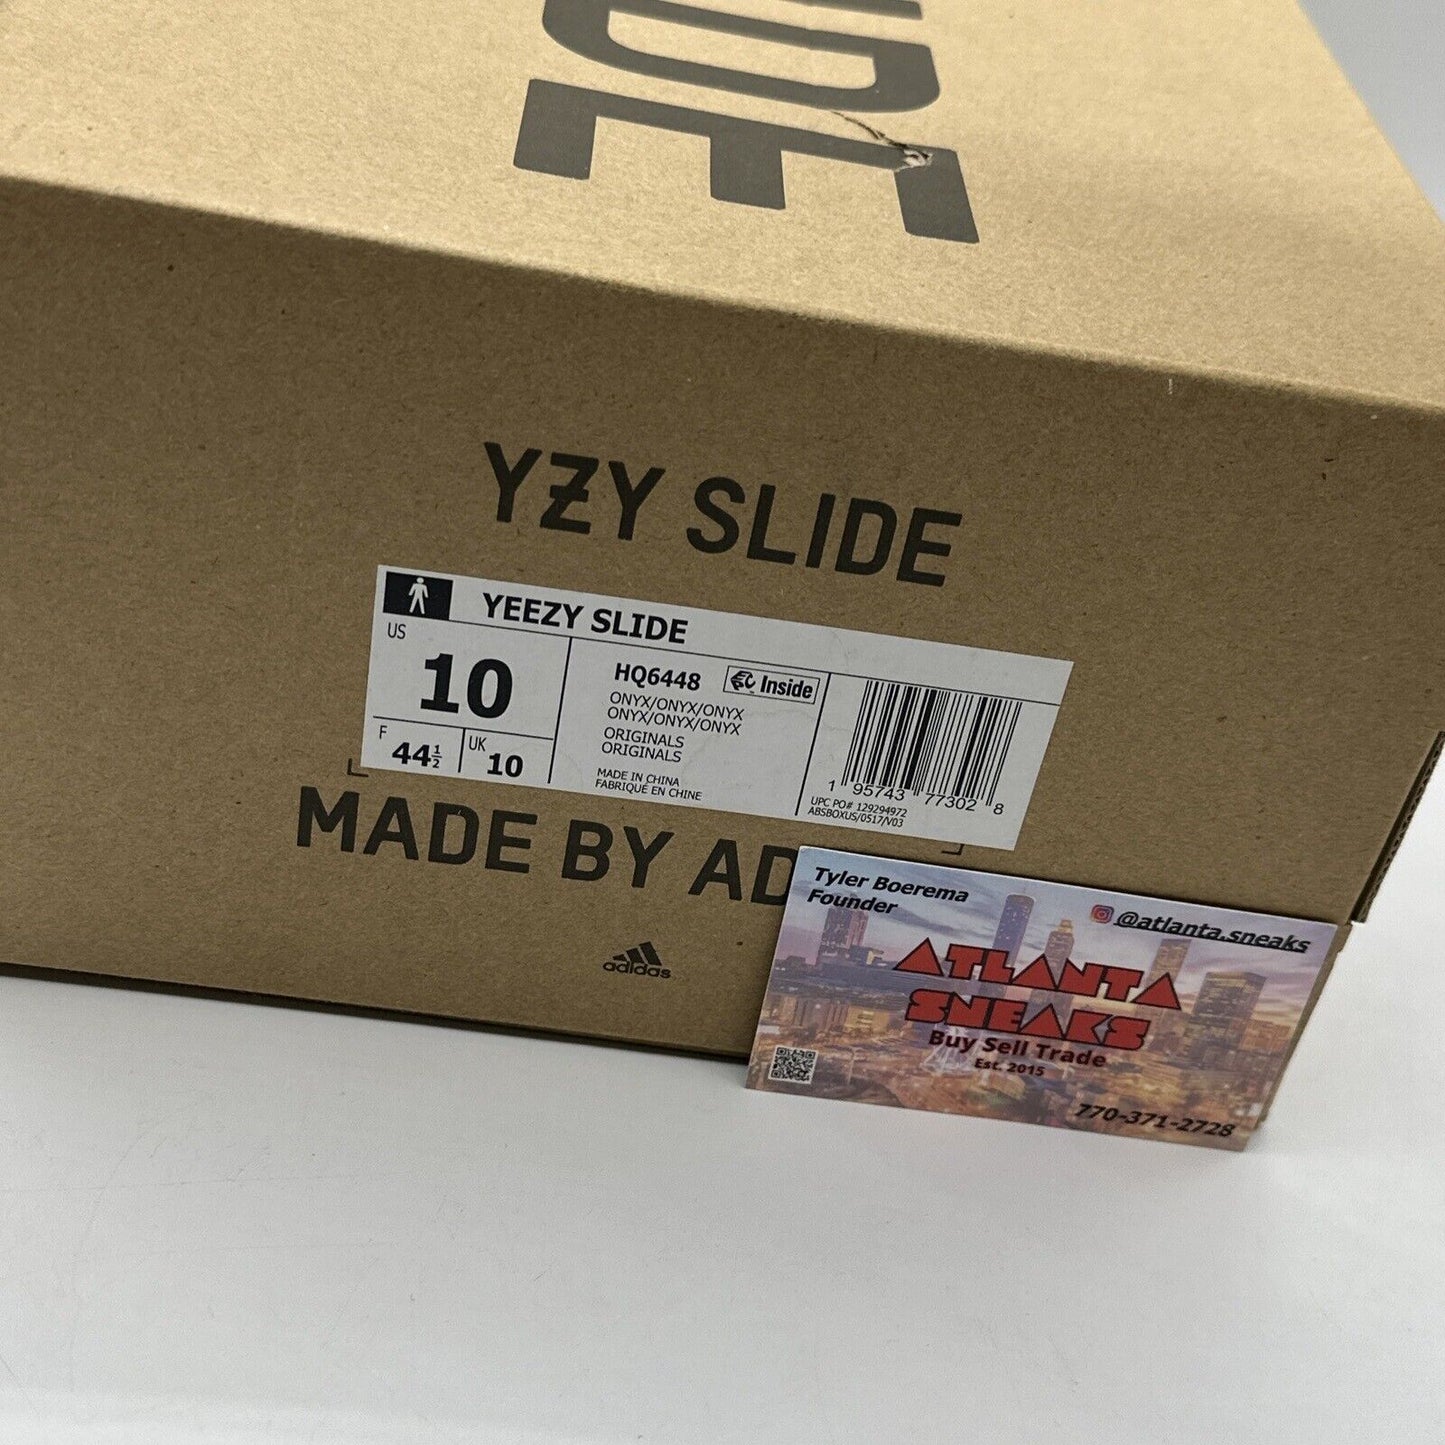 DE
YZY SLIDE
YEEZY SLIDE
US
10
F
44½
UK
10
HQ6448
Inside
ONYX/ONYX/ONYX
ONYX/ONYX/ONYX
ORIGINALS
ORIGINALS
MADE IN CHINA
FABRIQUÉ EN CHINE
1 95743 77302 8
UPC PO# 129294972
ABSBOXUS/0517/V03
MADE BY AD
adidas
Tyler Boerema
Founder
@atlanta.sneaks
ATLANTA
SNEAKS
Buy Sell Trade
Est. 2015
770-371-2728